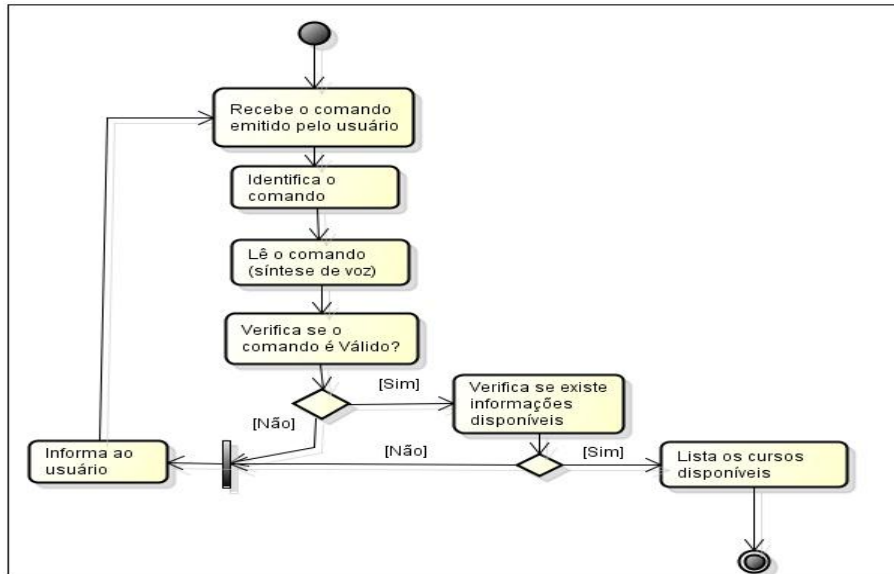 Recebe o comando
emitido pelo usuário
Identifica o
comando
Lê o comando
(síntese de voz)
Verifica se o
comando é Válido?
[Sim]
Verifica se existe
informações
disponíveis
[Não]
Informa ao
usuário
[Não]
[Sim]
Lista os cursos
disponíveis